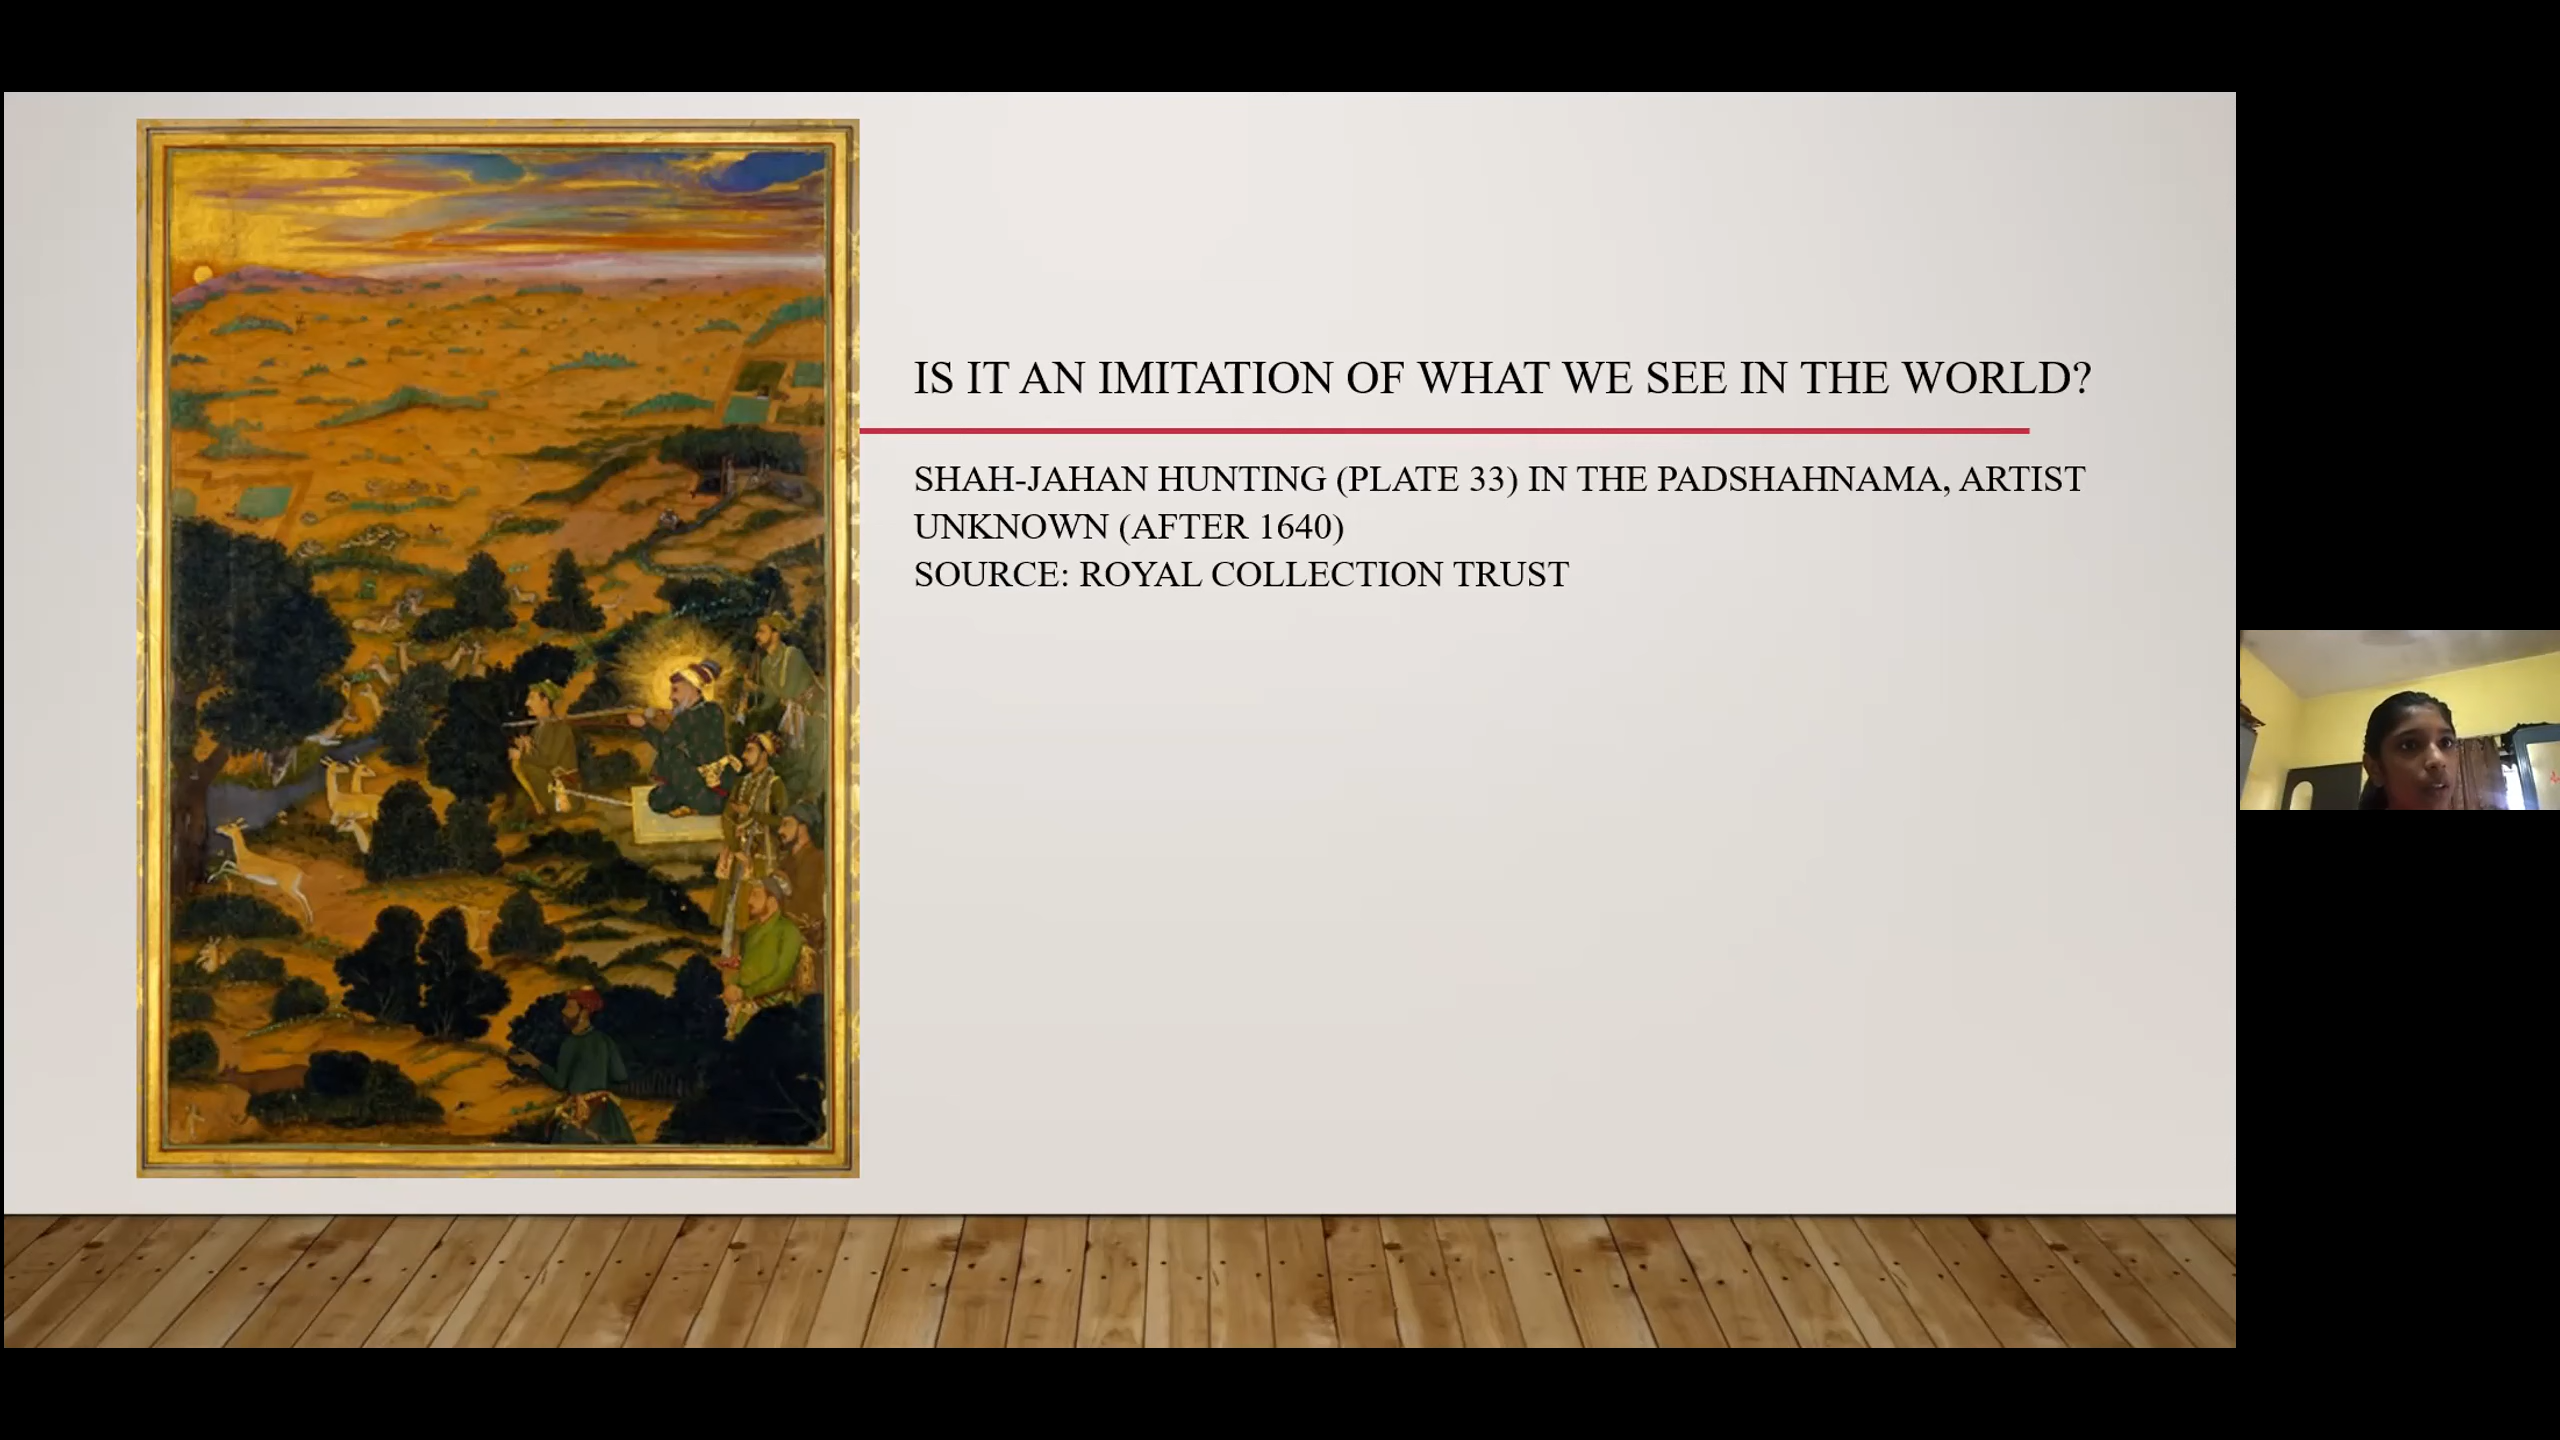 IS IT AN IMITATION OF WHAT WE SEE IN THE WORLD?
SHAH-JAHAN HUNTING (PLATE 33) IN THE PADSHAHNAMA, ARTIST
UNKNOWN (AFTER 1640)
SOURCE: ROYAL COLLECTION TRUST